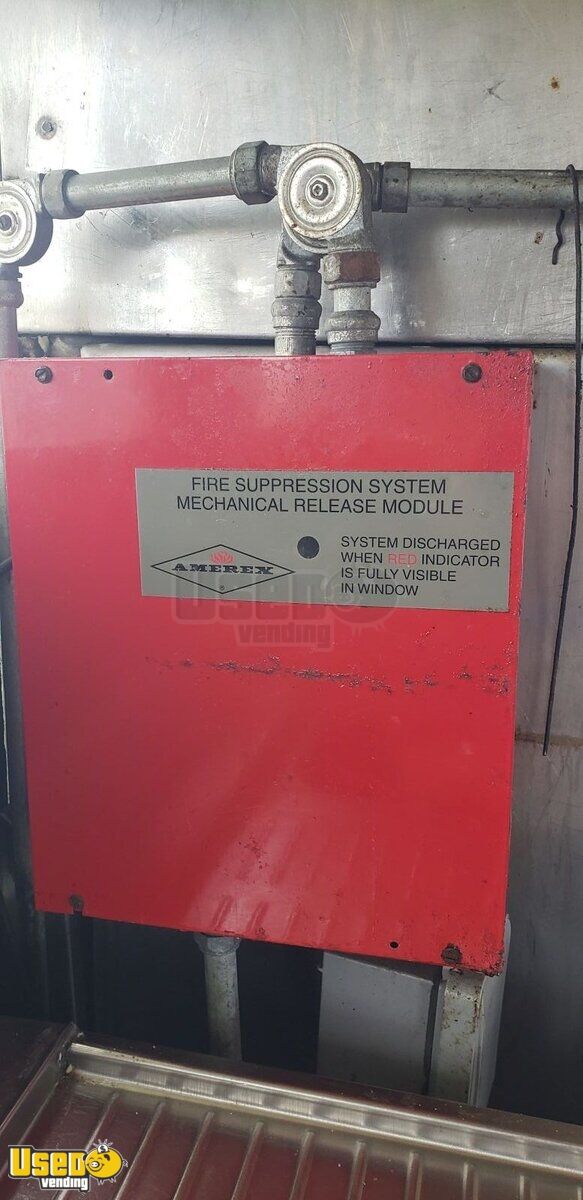 FIRE SUPPRESSION SYSTEM
MECHANICAL RELEASE MODULE
SYSTEM DISCHARGED
WHEN RED INDICATOR
IS FULLY VISIBLE
IN WINDOW
AMEREX
®
Used
vending
Used
vending